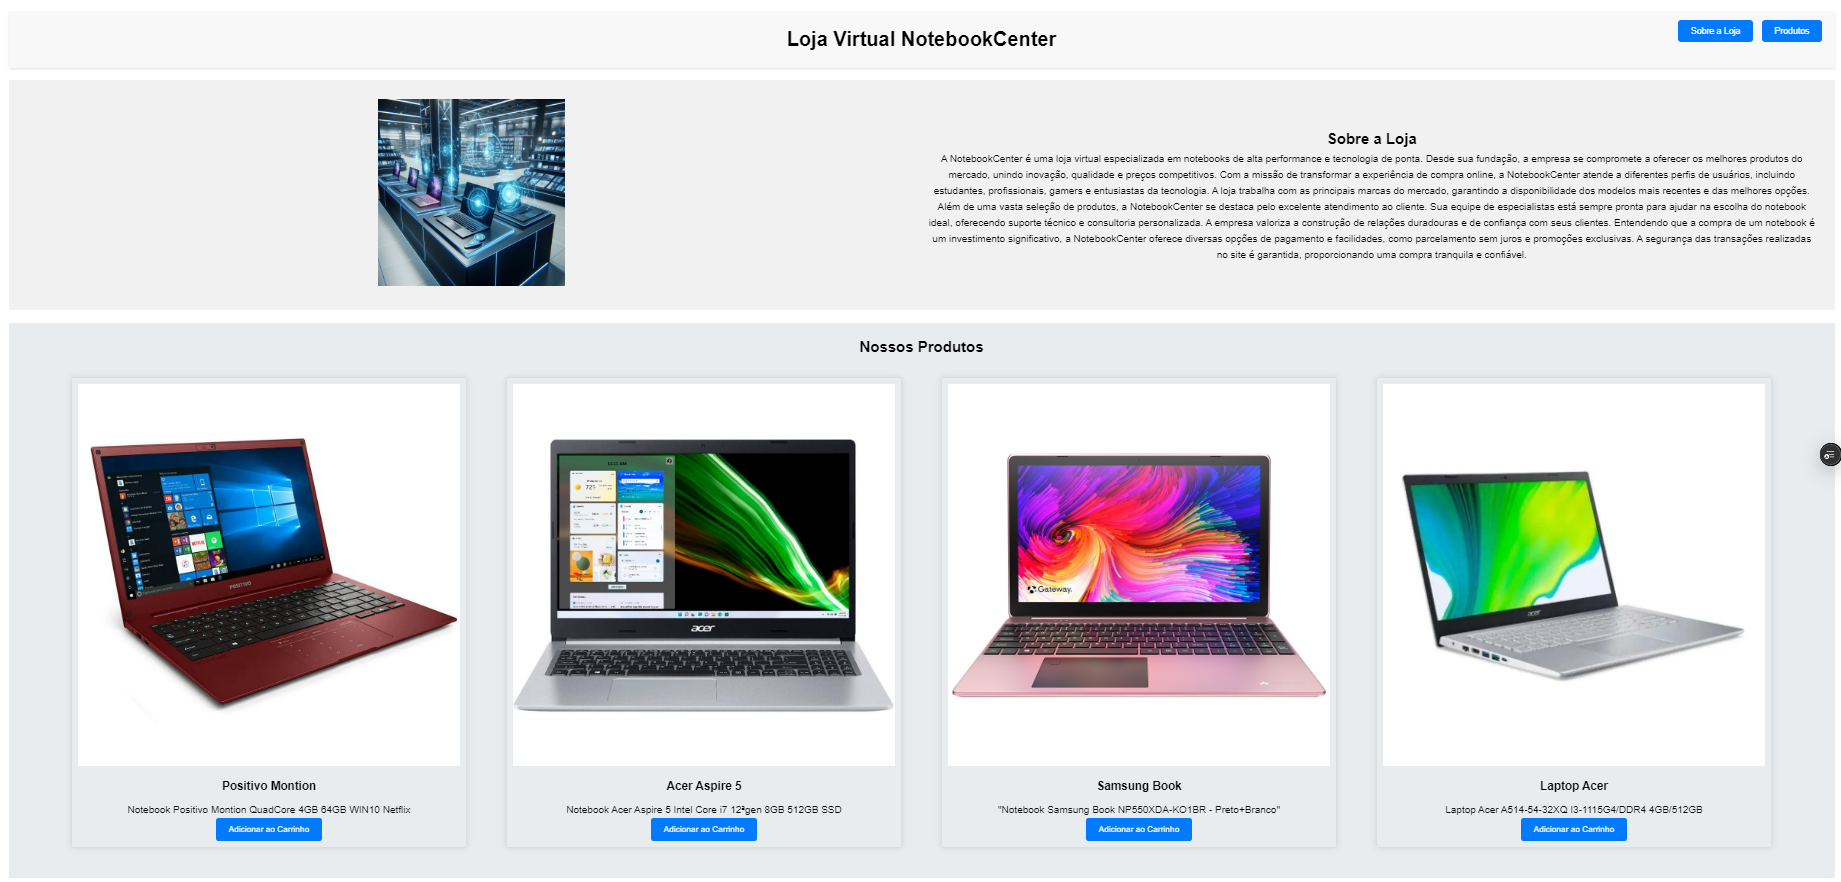 Loja Virtual NotebookCenter
Sobre a Loja
Produtos
Sobre a Loja
A NotebookCenter é uma loja virtual especializada em notebooks de alta performance e tecnologia de ponta. Desde sua fundação, a empresa se compromete a oferecer os melhores produtos do
mercado, unindo inovação, qualidade e preços competitivos. Com a missão de transformar a experiência de compra online, a NotebookCenter atende a diferentes perfis de usuários, incluindo
estudantes, profissionais, gamers e entusiastas da tecnologia. A loja trabalha com as principais marcas do mercado, garantindo a disponibilidade dos modelos mais recentes e das melhores opções.
Além de uma vasta seleção de produtos, a NotebookCenter se destaca pelo excelente atendimento ao cliente. Sua equipe de especialistas está sempre pronta para ajudar na escolha do notebook
ideal, oferecendo suporte técnico e consultoria personalizada. A empresa valoriza a construção de relações duradouras e de confiança com seus clientes. Entendendo que a compra de um notebook é
um investimento significativo, a NotebookCenter oferece diversas opções de pagamento e facilidades, como parcelamento sem juros e promoções exclusivas. A segurança das transações realizadas
no site é garantida, proporcionando uma compra tranquila e confiável.
Nossos Produtos
POSITIVO
acer
Gateway.
acer
Positivo Montion
Notebook Positivo Montion QuadCore 4GB 64GB WIN10 Netflix
Adicionar ao Carrinho
Acer Aspire 5
Notebook Acer Aspire 5 Intel Core i7 12ªgen 8GB 512GB SSD
Adicionar ao Carrinho
Samsung Book
"Notebook Samsung Book NP550XDA-KO1BR - Preto+Branco"
Adicionar ao Carrinho
Laptop Acer
Laptop Acer A514-54-32XQ I3-1115G4/DDR4 4GB/512GB
Adicionar ao Carrinho